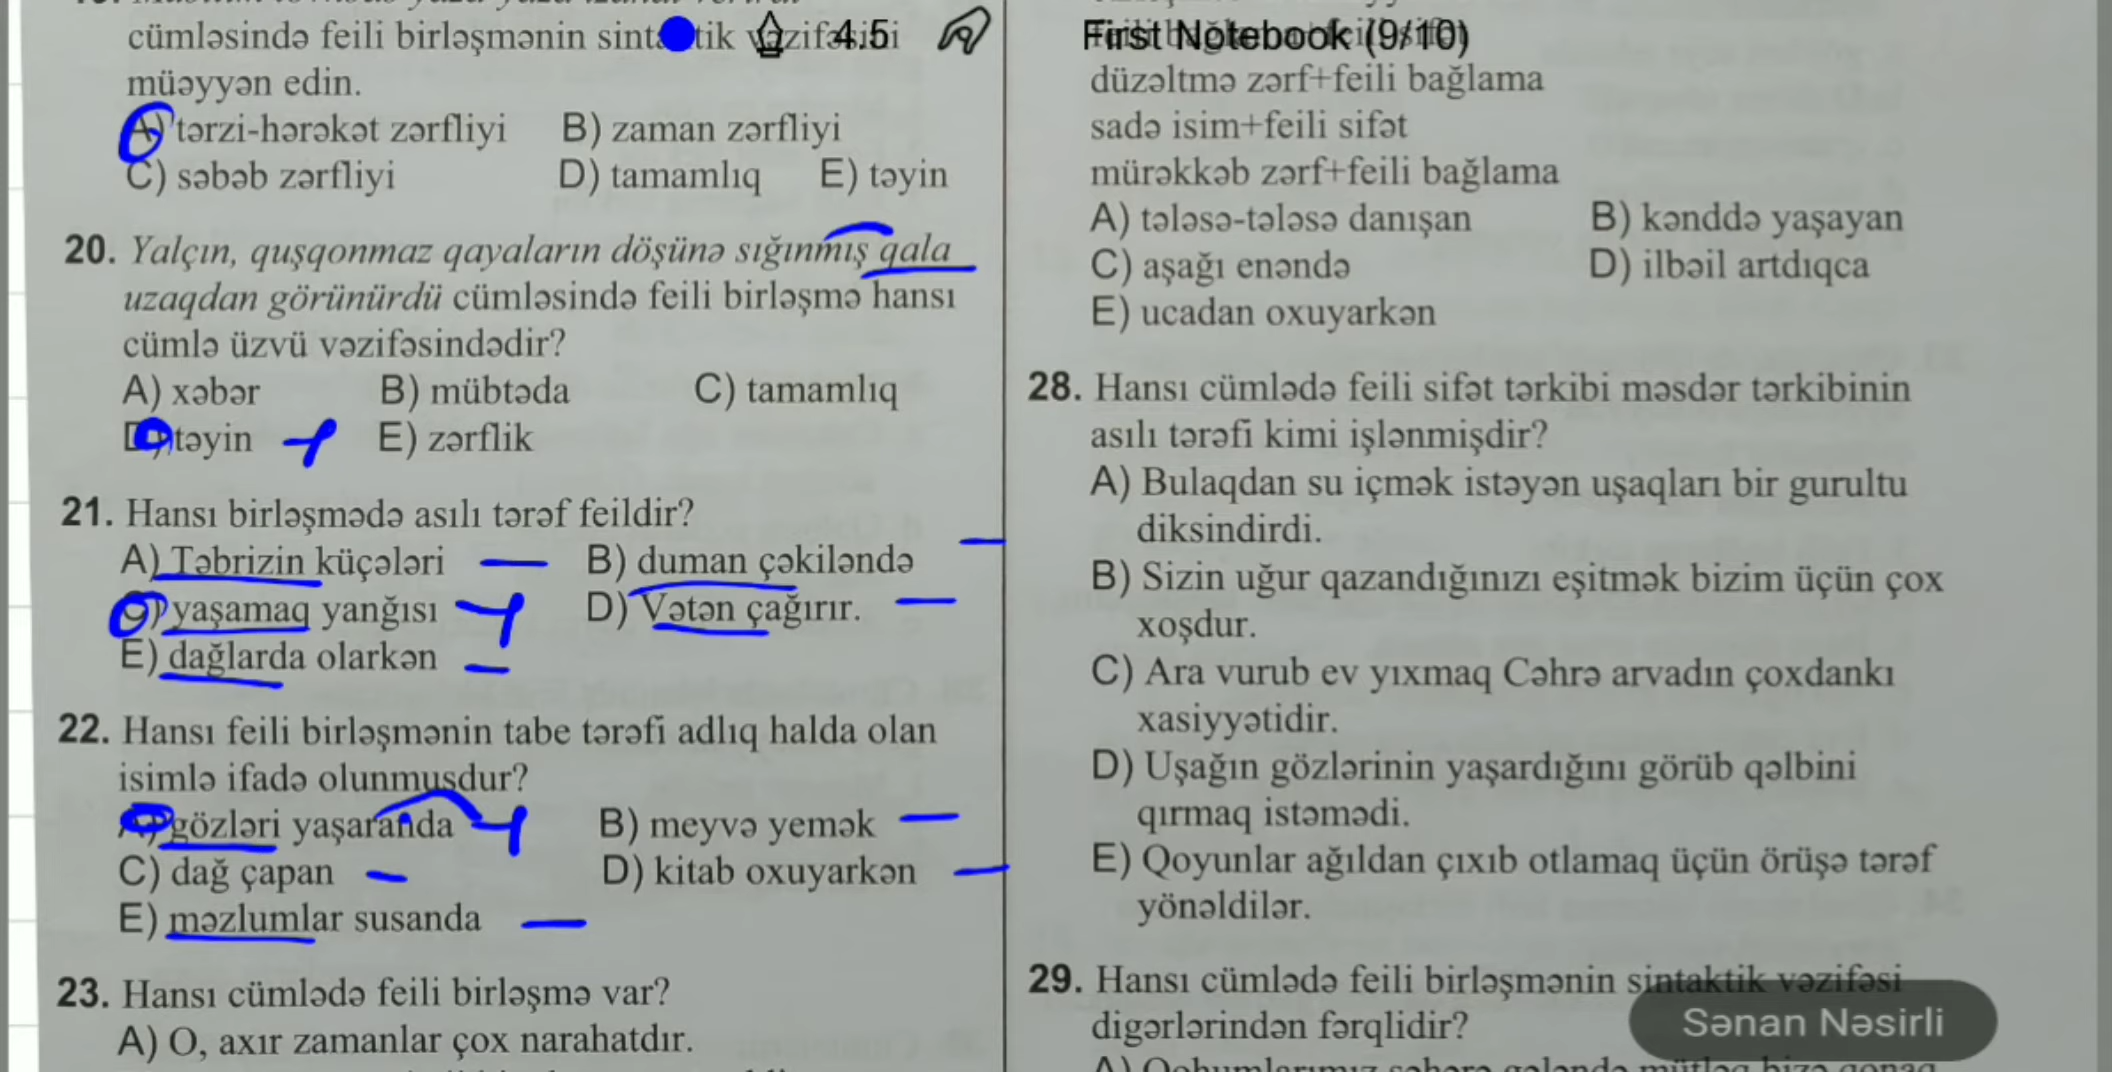 cümləsində feili birləşmənin sintaktik vəzifəsini
müəyyən edin.
A) tərzi-hərəkət zərfliyi B) zaman zərfliyi
C) səbəb zərfliyi D) tamamlıq E) təyin
20. Yalçın, quşqonmaz qayaların döşünə sığınmış qala
uzaqdan görünürdü cümləsində feili birləşmə hansı
cümlə üzvü vəzifəsindədir?
A) xəbər B) mübtəda C) tamamlıq
D) təyin E) zərflik
21. Hansı birləşmədə asılı tərəf feildir?
A) Təbrizin küçələri B) duman çəkiləndə
C) yaşamaq yanğısı D) Vətən çağırır.
E) dağlarda olarkən
22. Hansı feili birləşmənin tabe tərəfi adlıq halda olan
isimlə ifadə olunmuşdur?
A) gözləri yaşaranda B) meyvə yemək
C) dağ çapan D) kitab oxuyarkən
E) məzlumlar susanda
23. Hansı cümlədə feili birləşmə var?
A) O, axır zamanlar çox narahatdır.
4.5
First Notebook (9/10)
düzəltmə zərf+feili bağlama
sadə isim+feili sifət
mürəkkəb zərf+feili bağlama
A) tələsə-tələsə danışan B) kənddə yaşayan
C) aşağı enəndə D) ilbəil artdıqca
E) ucadan oxuyarkən
28. Hansı cümlədə feili sifət tərkibi məsdər tərkibinin
asılı tərəfi kimi işlənmişdir?
A) Bulaqdan su içmək istəyən uşaqları bir gurultu
diksindirdi.
B) Sizin uğur qazandığınızı eşitmək bizim üçün çox
xoşdur.
C) Ara vurub ev yıxmaq Cəhrə arvadın çoxdankı
xasiyyətidir.
D) Uşağın gözlərinin yaşardığını görüb qəlbini
qırmaq istəmədi.
E) Qoyunlar ağıldan çıxıb otlamaq üçün örüşə tərəf
yönəldilər.
29. Hansı cümlədə feili birləşmənin sintaktik vəzifəsi
digərlərindən fərqlidir?
Sənan Nəsirli